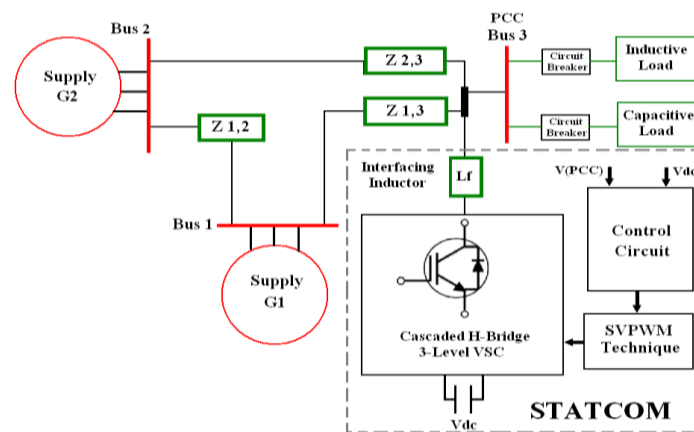 Bus 2
PCC
Bus 3
Supply
G2
Z 2,3
Z 1,3
Z 1,2
Circuit
Breaker
Inductive
Load
Circuit
Breaker
Capacitive
Load
Interfacing
Inductor
Lf
V(PCC)
Vdc
Bus 1
Supply
G1
Control
Circuit
Cascaded H-Bridge
3-Level VSC
SVPWM
Technique
Vdc
STATCOM